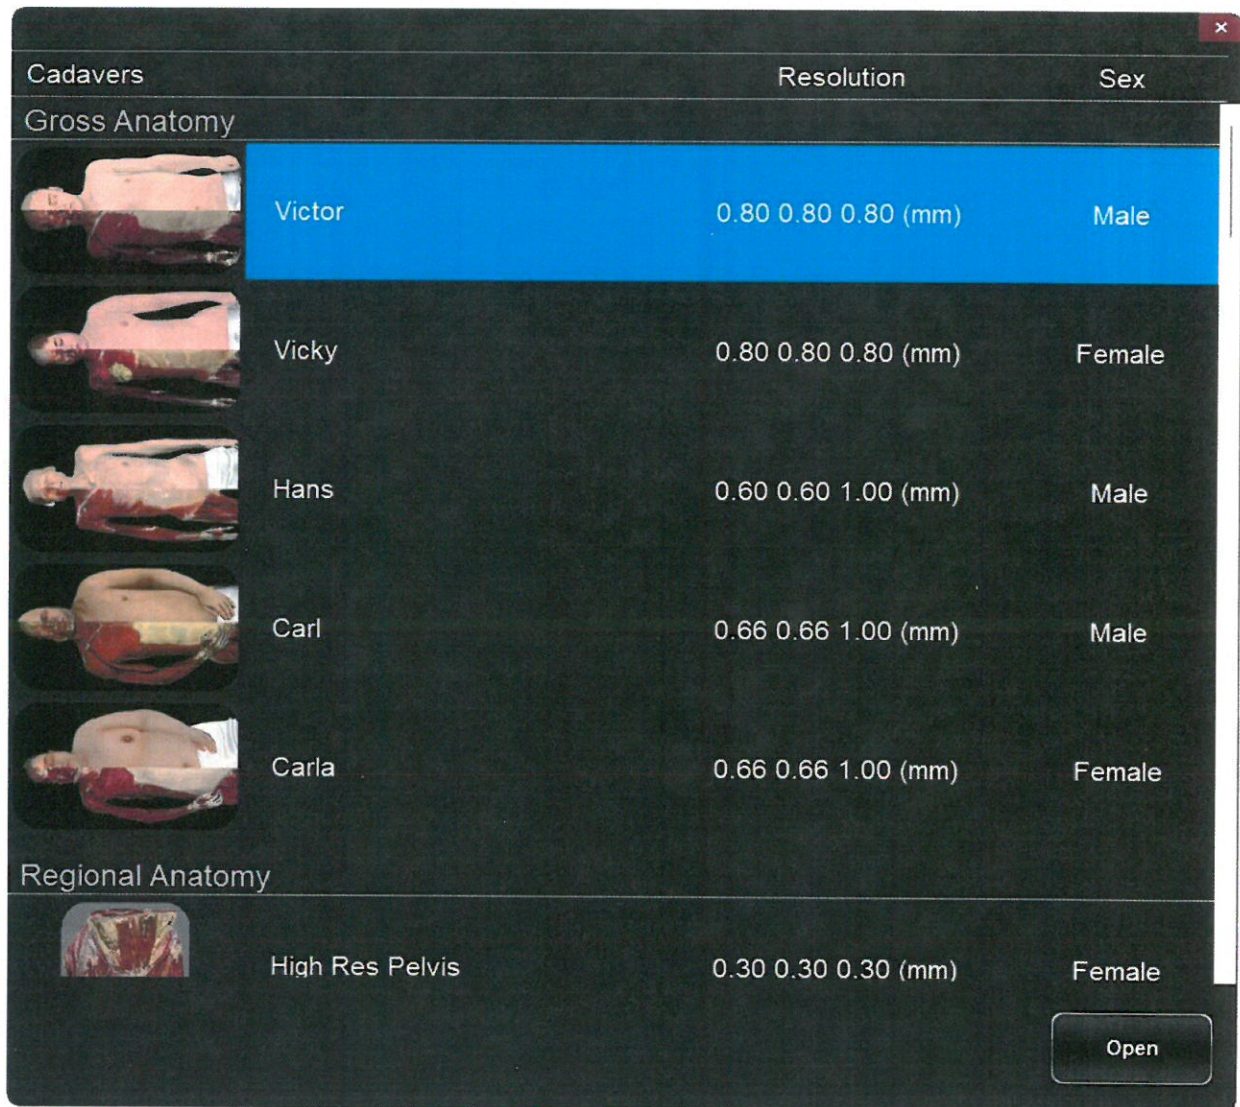 ×
Cadavers Resolution Sex
Gross Anatomy
Victor 0.80 0.80 0.80 (mm) Male
Vicky 0.80 0.80 0.80 (mm) Female
Hans 0.60 0.60 1.00 (mm) Male
Carl 0.66 0.66 1.00 (mm) Male
Carla 0.66 0.66 1.00 (mm) Female
Regional Anatomy
High Res Pelvis 0.30 0.30 0.30 (mm) Female
Open